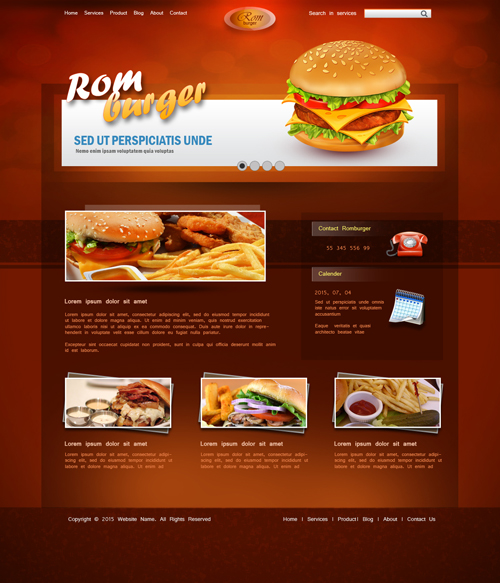 Home Services Product Blog About Contact
Rom
burger
Search in services
Rom
burger
SED UT PERSPICIATIS UNDE
Nemo enim ipsam voluptatem quia voluptas
Contact Romburger
55 345 556 99
Calender
2015, 07, 04
Sed ut perspiciatis unde omnis
iste natus error sit voluptatem
accusantium
Eaque veritatis et quasi
architecto beatae vitae
Lorem ipsum dolor sit amet
Lorem ipsum dolor sit amet, consectetur adipiscing elit, sed do eiusmod tempor incididunt
ut labore et dolore magna aliqua. Ut enim ad minim veniam, quis nostrud exercitation
ullamco laboris nisi ut aliquip ex ea commodo consequat. Duis aute irure dolor in repre-
henderit in voluptate velit esse cillum dolore eu fugiat nulla pariatur.
Excepteur sint occaecat cupidatat non proident, sunt in culpa qui officia deserunt mollit anim
id est laborum.
Lorem ipsum dolor sit amet
Lorem ipsum dolor sit amet, consectetur adipi-
scing elit, sed do eiusmod tempor incididunt ut
labore et dolore magna aliqua. Ut enim ad
Lorem ipsum dolor sit amet
Lorem ipsum dolor sit amet, consectetur adipi-
scing elit, sed do eiusmod tempor incididunt ut
labore et dolore magna aliqua. Ut enim ad
Lorem ipsum dolor sit amet
Lorem ipsum dolor sit amet, consectetur adipi-
scing elit, sed do eiusmod tempor incididunt ut
labore et dolore magna aliqua. Ut enim ad
Copyright © 2015 Website Name. All Rights Reserved
Home | Services | Product | Blog | About | Contact Us